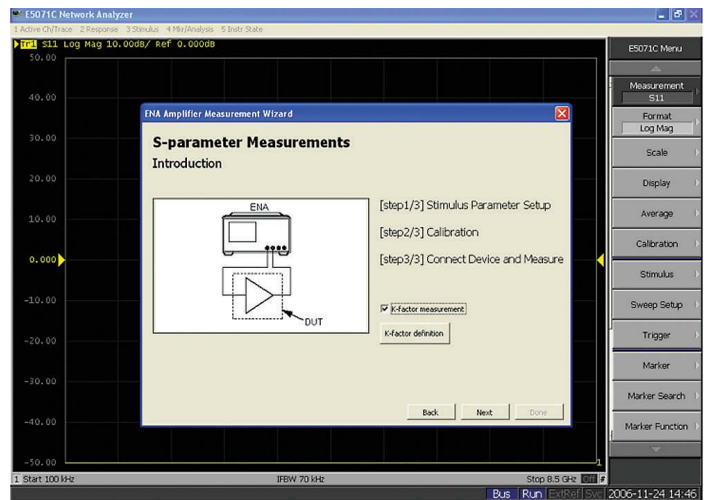 E5071C Network Analyzer
1 Active Ch/Trace 2 Response 3 Stimulus 4 Mkr/Analysis 5 Instr State
Tr1 S11 Log Mag 10.00dB/ Ref 0.000dB
50.00
40.00
30.00
20.00
10.00
0.000
-10.00
-20.00
-30.00
-40.00
-50.00
ENA Amplifier Measurement Wizard
S-parameter Measurements
Introduction
ENA
DUT
[step1/3] Stimulus Parameter Setup
[step2/3] Calibration
[step3/3] Connect Device and Measure
K-factor measurement
K-factor definition
Back Next Done
1
1 Start 100 kHz IFBW 70 kHz Stop 8.5 GHz Off #
Bus Run ExtRef Svc 2006-11-24 14:46
E5071C Menu
Measurement
S11
Format
Log Mag
Scale
Display
Average
Calibration
Stimulus
Sweep Setup
Trigger
Marker
Marker Search
Marker Function